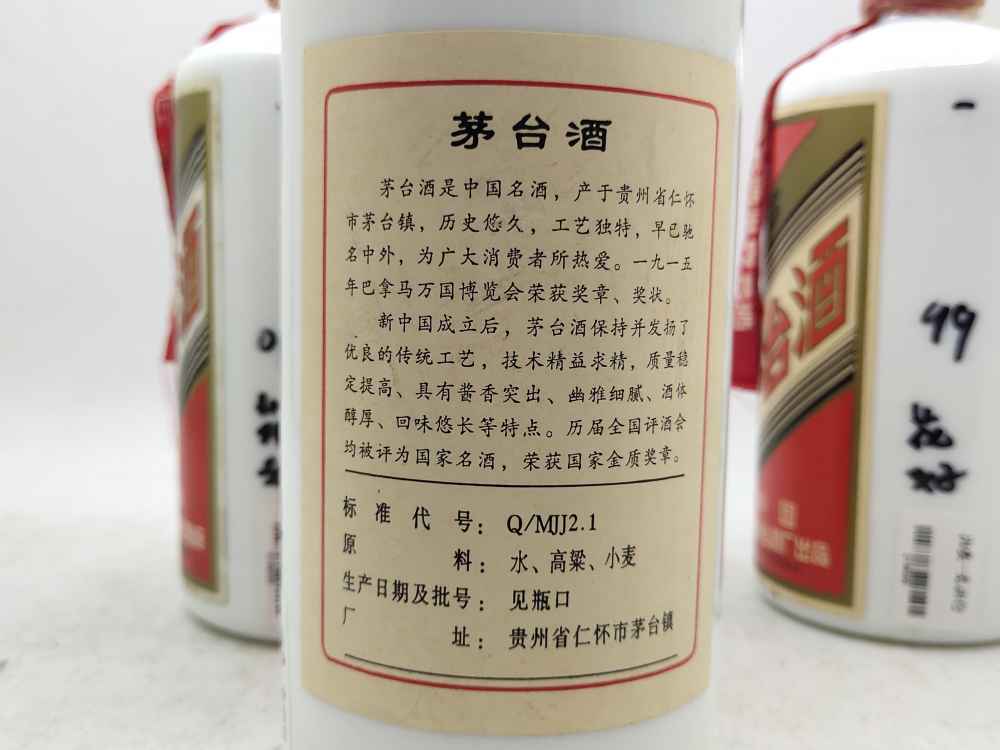 茅台酒
茅台酒是中国名酒，产于贵州省仁怀
市茅台镇，历史悠久，工艺独特，早已驰
名中外，为广大消费者所热爱。一九一五
年巴拿马万国博览会荣获奖章、奖状。
新中国成立后，茅台酒保持并发扬了
优良的传统工艺，技术精益求精，质量稳
定提高、具有酱香突出、幽雅细腻、酒体
醇厚、回味悠长等特点。历届全国评酒会
均被评为国家名酒，荣获国家金质奖章。
标准代号：Q/MJJ2.1
原料：水、高粱、小麦
生产日期及批号：见瓶口
厂址：贵州省仁怀市茅台镇
酒
台酒
99